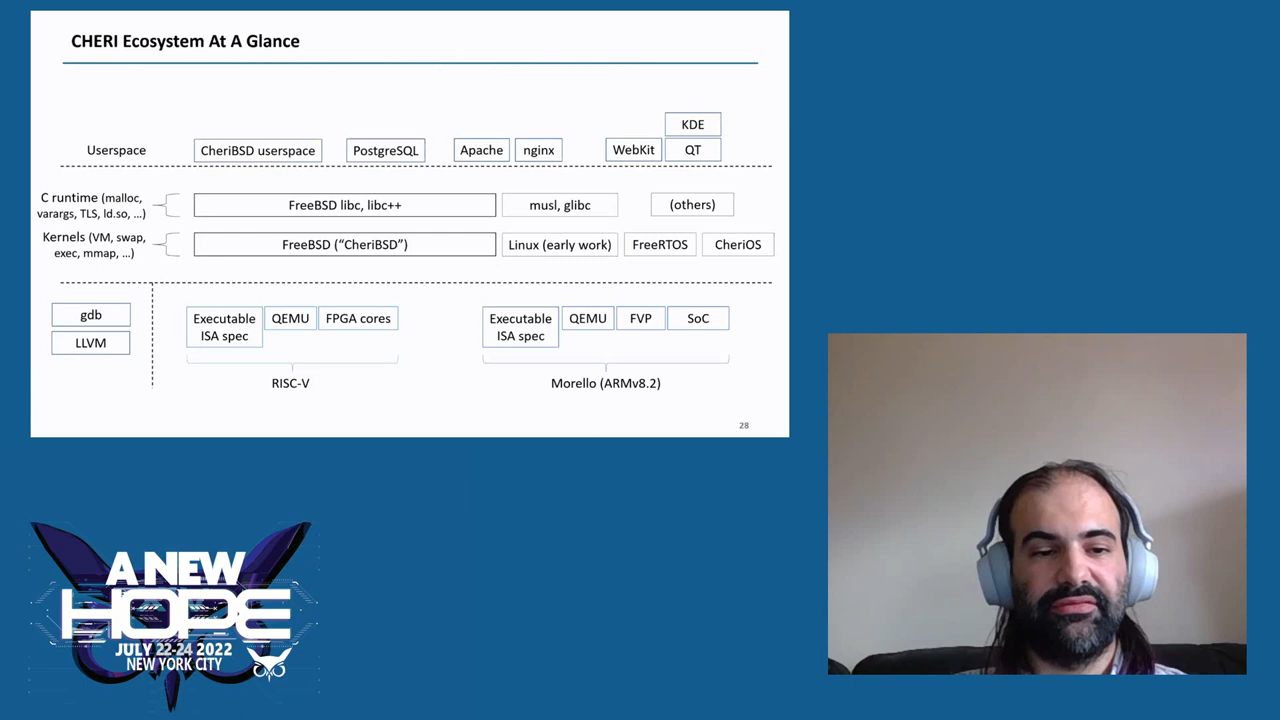 CHERI Ecosystem At A Glance
KDE
Userspace
CheriBSD userspace
PostgreSQL
Apache
nginx
WebKit
QT
C runtime (malloc,
varargs, TLS, ld.so, …)
FreeBSD libc, libc++
musl, glibc
(others)
Kernels (VM, swap,
exec, mmap, …)
FreeBSD (“CheriBSD”)
Linux (early work)
FreeRTOS
CheriOS
gdb
LLVM
Executable
ISA spec
QEMU
FPGA cores
RISC-V
Executable
ISA spec
QEMU
FVP
SoC
Morello (ARMv8.2)
28
A NEW
HOPE
JULY 22-24 2022
NEW YORK CITY